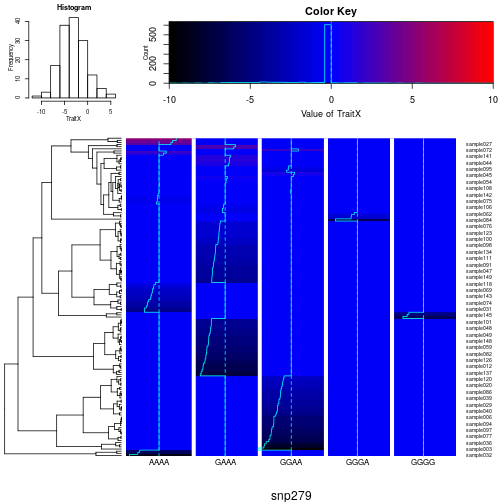 Histogram
Frequency
0 10 20 30 40
-10 -5 0 5
TraitX
Color Key
Count
0 200 500
-10 -5 0 5 10
Value of TraitX
sample027
sample072
sample141
sample044
sample095
sample045
sample054
sample108
sample142
sample075
sample106
sample062
sample084
sample076
sample123
sample100
sample098
sample134
sample111
sample091
sample047
sample149
sample118
sample069
sample143
sample074
sample031
sample145
sample101
sample048
sample049
sample148
sample059
sample082
sample126
sample012
sample137
sample120
sample020
sample086
sample039
sample029
sample040
sample006
sample094
sample097
sample077
sample036
sample003
sample032
AAAA GAAA GGAA GGGA GGGG
snp279